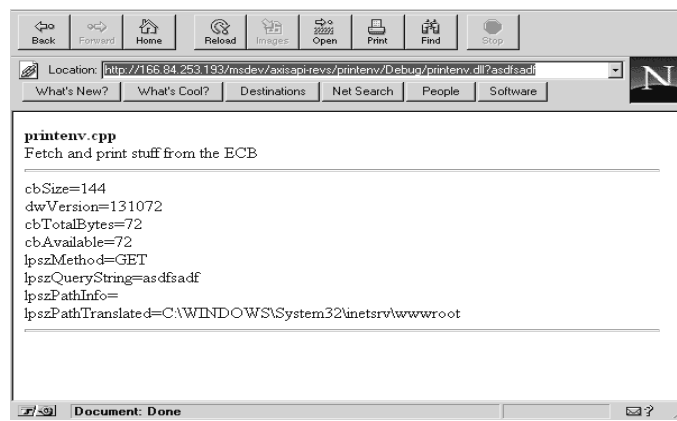 Back Forward Home Reload Images Open Print Find Stop
Location: http://166.84.253.193/msdev/axisapi-revs/printenv/Debug/printenv.dll?asdfsadf
What's New? What's Cool? Destinations Net Search People Software
N
printenv.cpp
Fetch and print stuff from the ECB
cbSize=144
dwVersion=131072
cbTotalBytes=72
cbAvailable=72
lpszMethod=GET
lpszQueryString=asdfsadf
lpszPathInfo=
lpszPathTranslated=C:\WINDOWS\System32\inetsrv\wwwroot
Document: Done